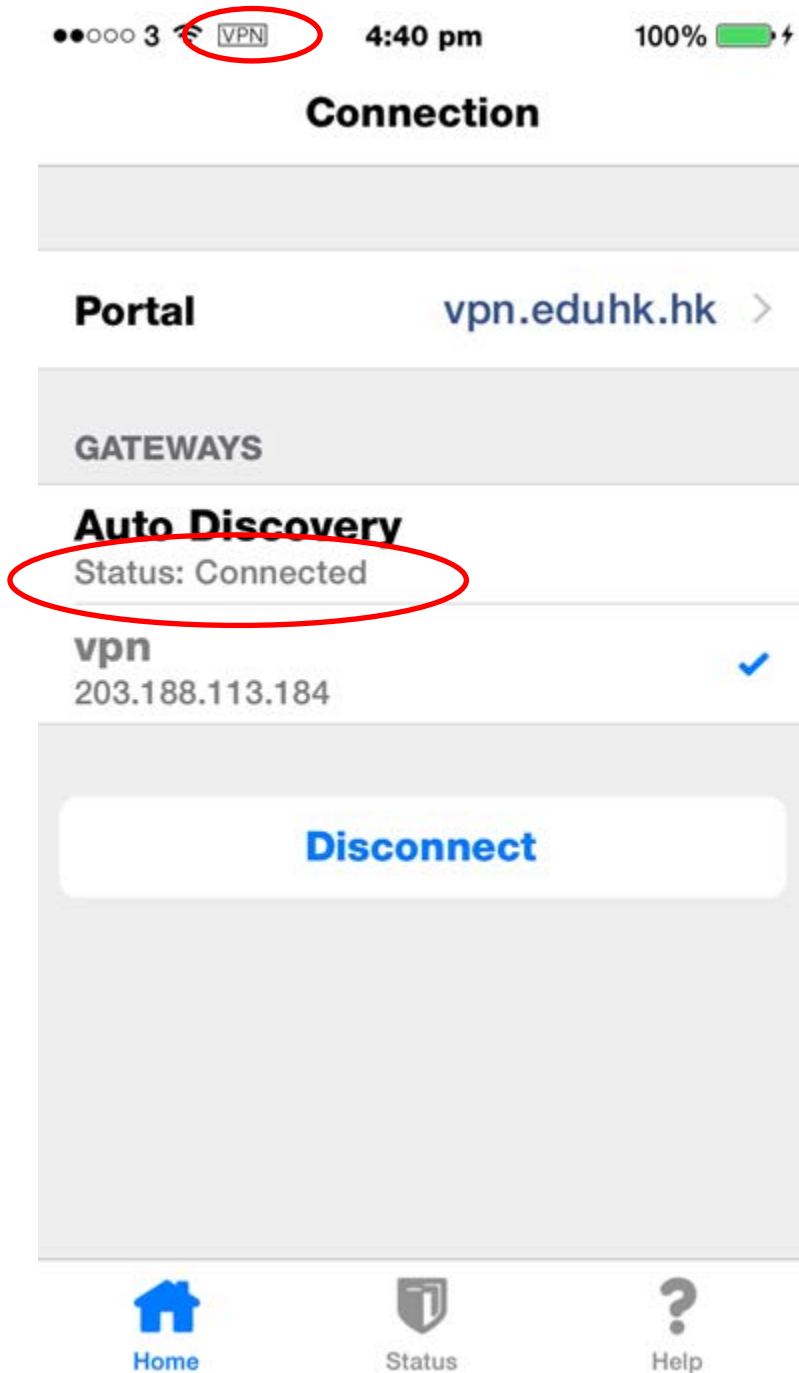 3 VPN 4:40 pm 100%
Connection
Portal vpn.eduhk.hk
GATEWAYS
Auto Discovery
Status: Connected
vpn
203.188.113.184
Disconnect
Home Status Help